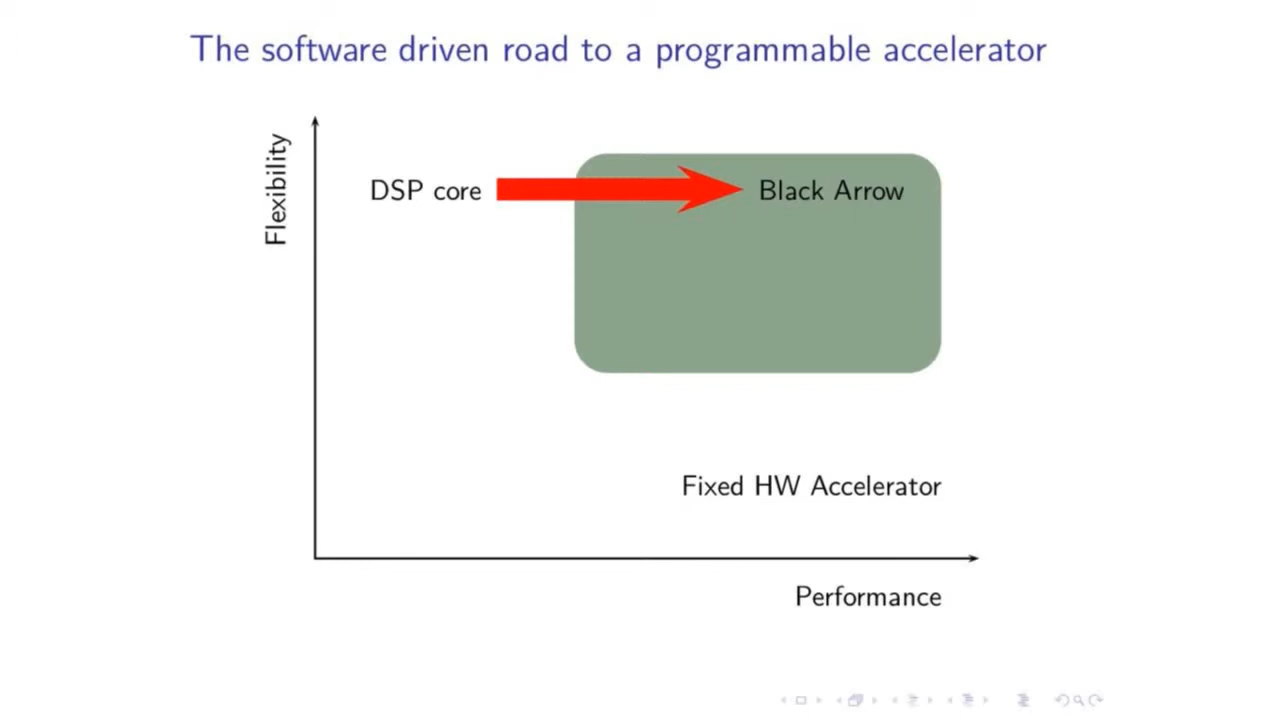 The software driven road to a programmable accelerator
Flexibility
DSP core
Black Arrow
Fixed HW Accelerator
Performance